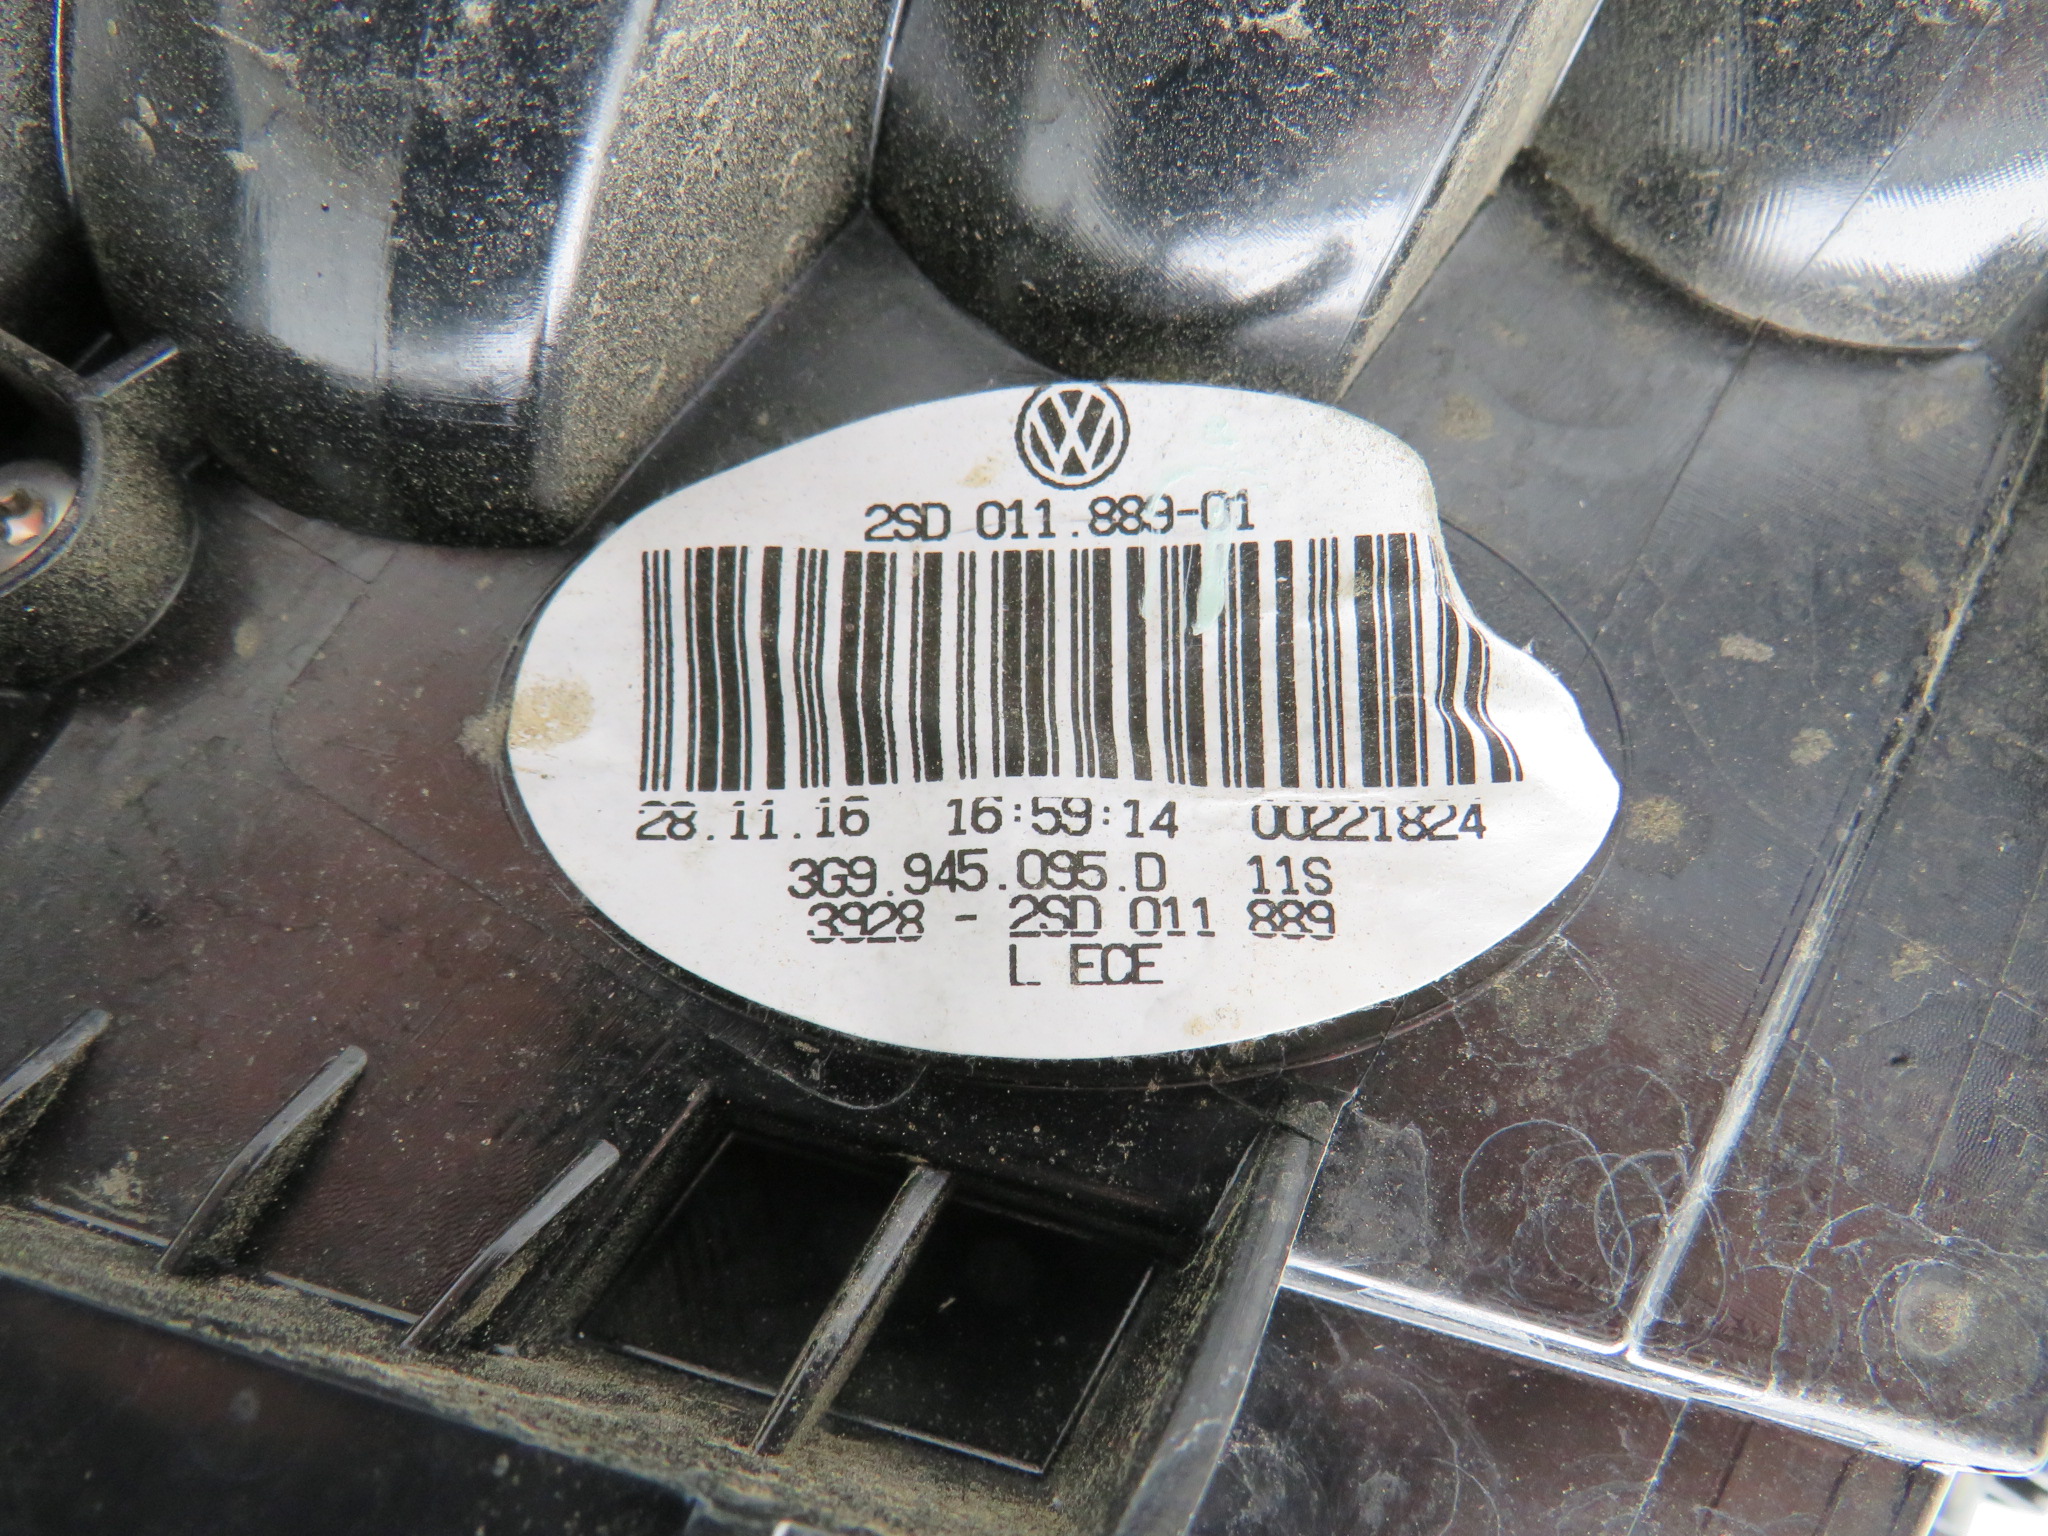 2SD 011.889-01
28.11.16 16:59:14 00221824
3G9.945.095.D 11S
3928 - 2SD 011 889
L ECE